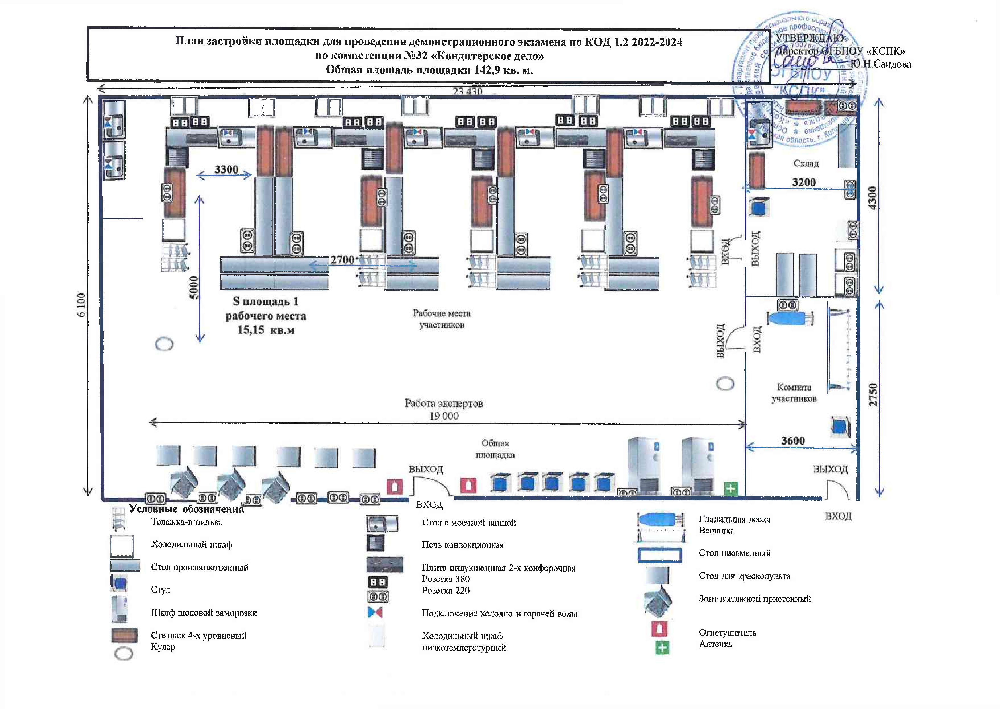 План застройки площадки для проведения демонстрационного экзамена по КОД 1.2 2022-2024
по компетенции №32 «Кондитерское дело»
Общая площадь площадки 142,9 кв. м.
УТВЕРЖДАЮ
Директор ОГБПОУ «КСПК»
Ю.Н.Саидова
ОГБПОУ
"КСПК"
23 430
3300
Склад
3200
4300
ВХОД
ВЫХОД
2700
5000
6 100
S площадь 1
рабочего места
15,15 кв.м
Рабочие места
участников
ВЫХОД
ВХОД
Комната
участников
2750
Работа экспертов
19 000
3600
Общая
площадка
ВЫХОД
ВХОД
ВЫХОД
ВХОД
Условные обозначения
Тележка-шпилька
Холодильный шкаф
Стол производственный
Стул
Шкаф шоковой заморозки
Стеллаж 4-х уровневый
Кулер
Стол с моечной ванной
Печь конвекционная
Плита индукционная 2-х конфорочная
Розетка 380
Розетка 220
Подключение холодно и горячей воды
Холодильный шкаф
низкотемпературный
Гладильная доска
Вешалка
Стол письменный
Стол для краскопульта
Зонт вытяжной пристенный
Огнетушитель
Аптечка